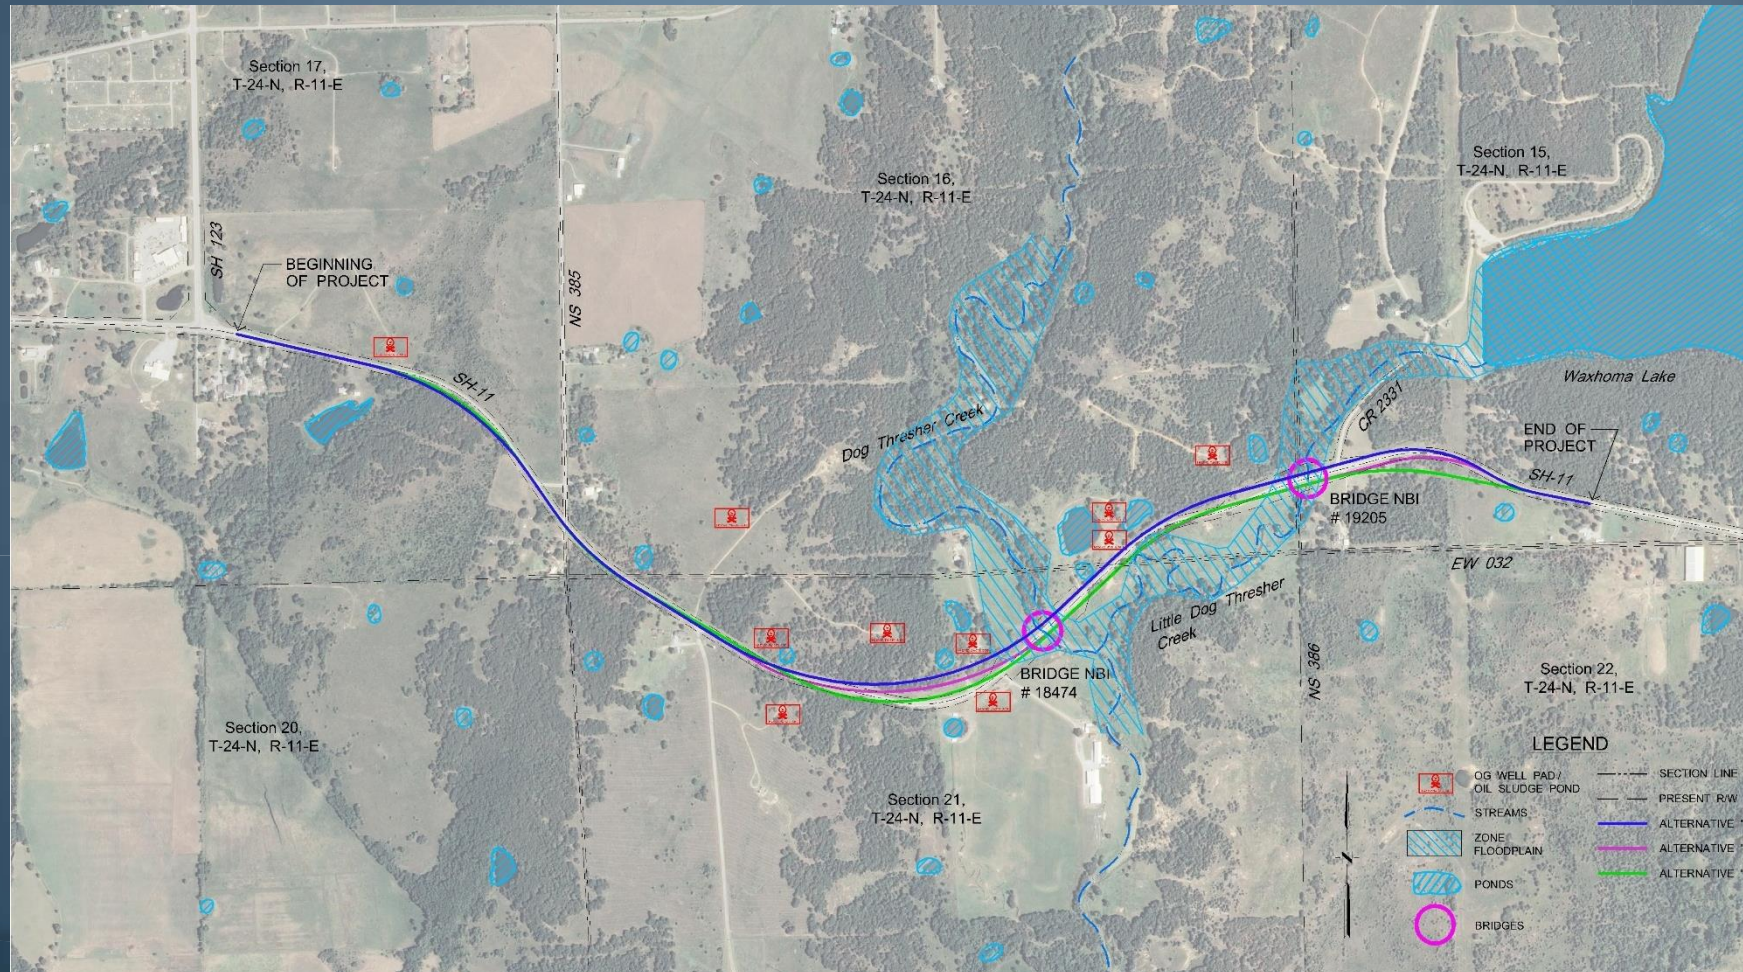 Section 17,
T-24-N, R-11-E
Section 16,
T-24-N, R-11-E
Section 15,
T-24-N, R-11-E
SH 123
BEGINNING
OF PROJECT
NS 385
SH-11
Dog Thresher Creek
CR 2331
Waxhoma Lake
END OF
PROJECT
SH-11
BRIDGE NBI
# 19205
EW 032
Little Dog Thresher
Creek
BRIDGE NBI
# 18474
NS 386
Section 22,
T-24-N, R-11-E
Section 20,
T-24-N, R-11-E
Section 21,
T-24-N, R-11-E
LEGEND
OG WELL PAD/
OIL SLUDGE POND
STREAMS
ZONE
FLOODPLAIN
PONDS
BRIDGES
SECTION LINE
PRESENT R/W
ALTERNATIVE
ALTERNATIVE
ALTERNATIVE